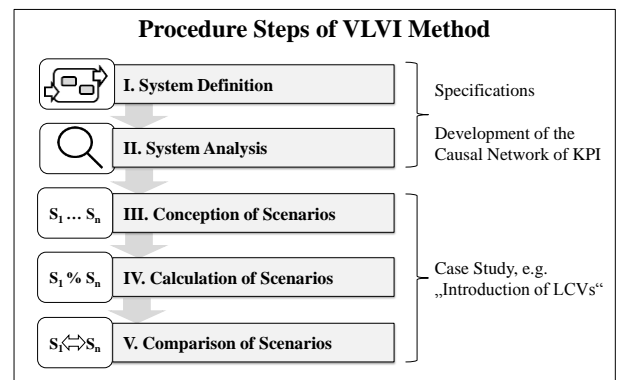 Procedure Steps of VLVI Method
I. System Definition
Specifications
II. System Analysis
Development of the
Causal Network of KPI
S1 … Sn
III. Conception of Scenarios
S1 % Sn
IV. Calculation of Scenarios
Case Study, e.g.
„Introduction of LCVs“
S1⇔Sn
V. Comparison of Scenarios